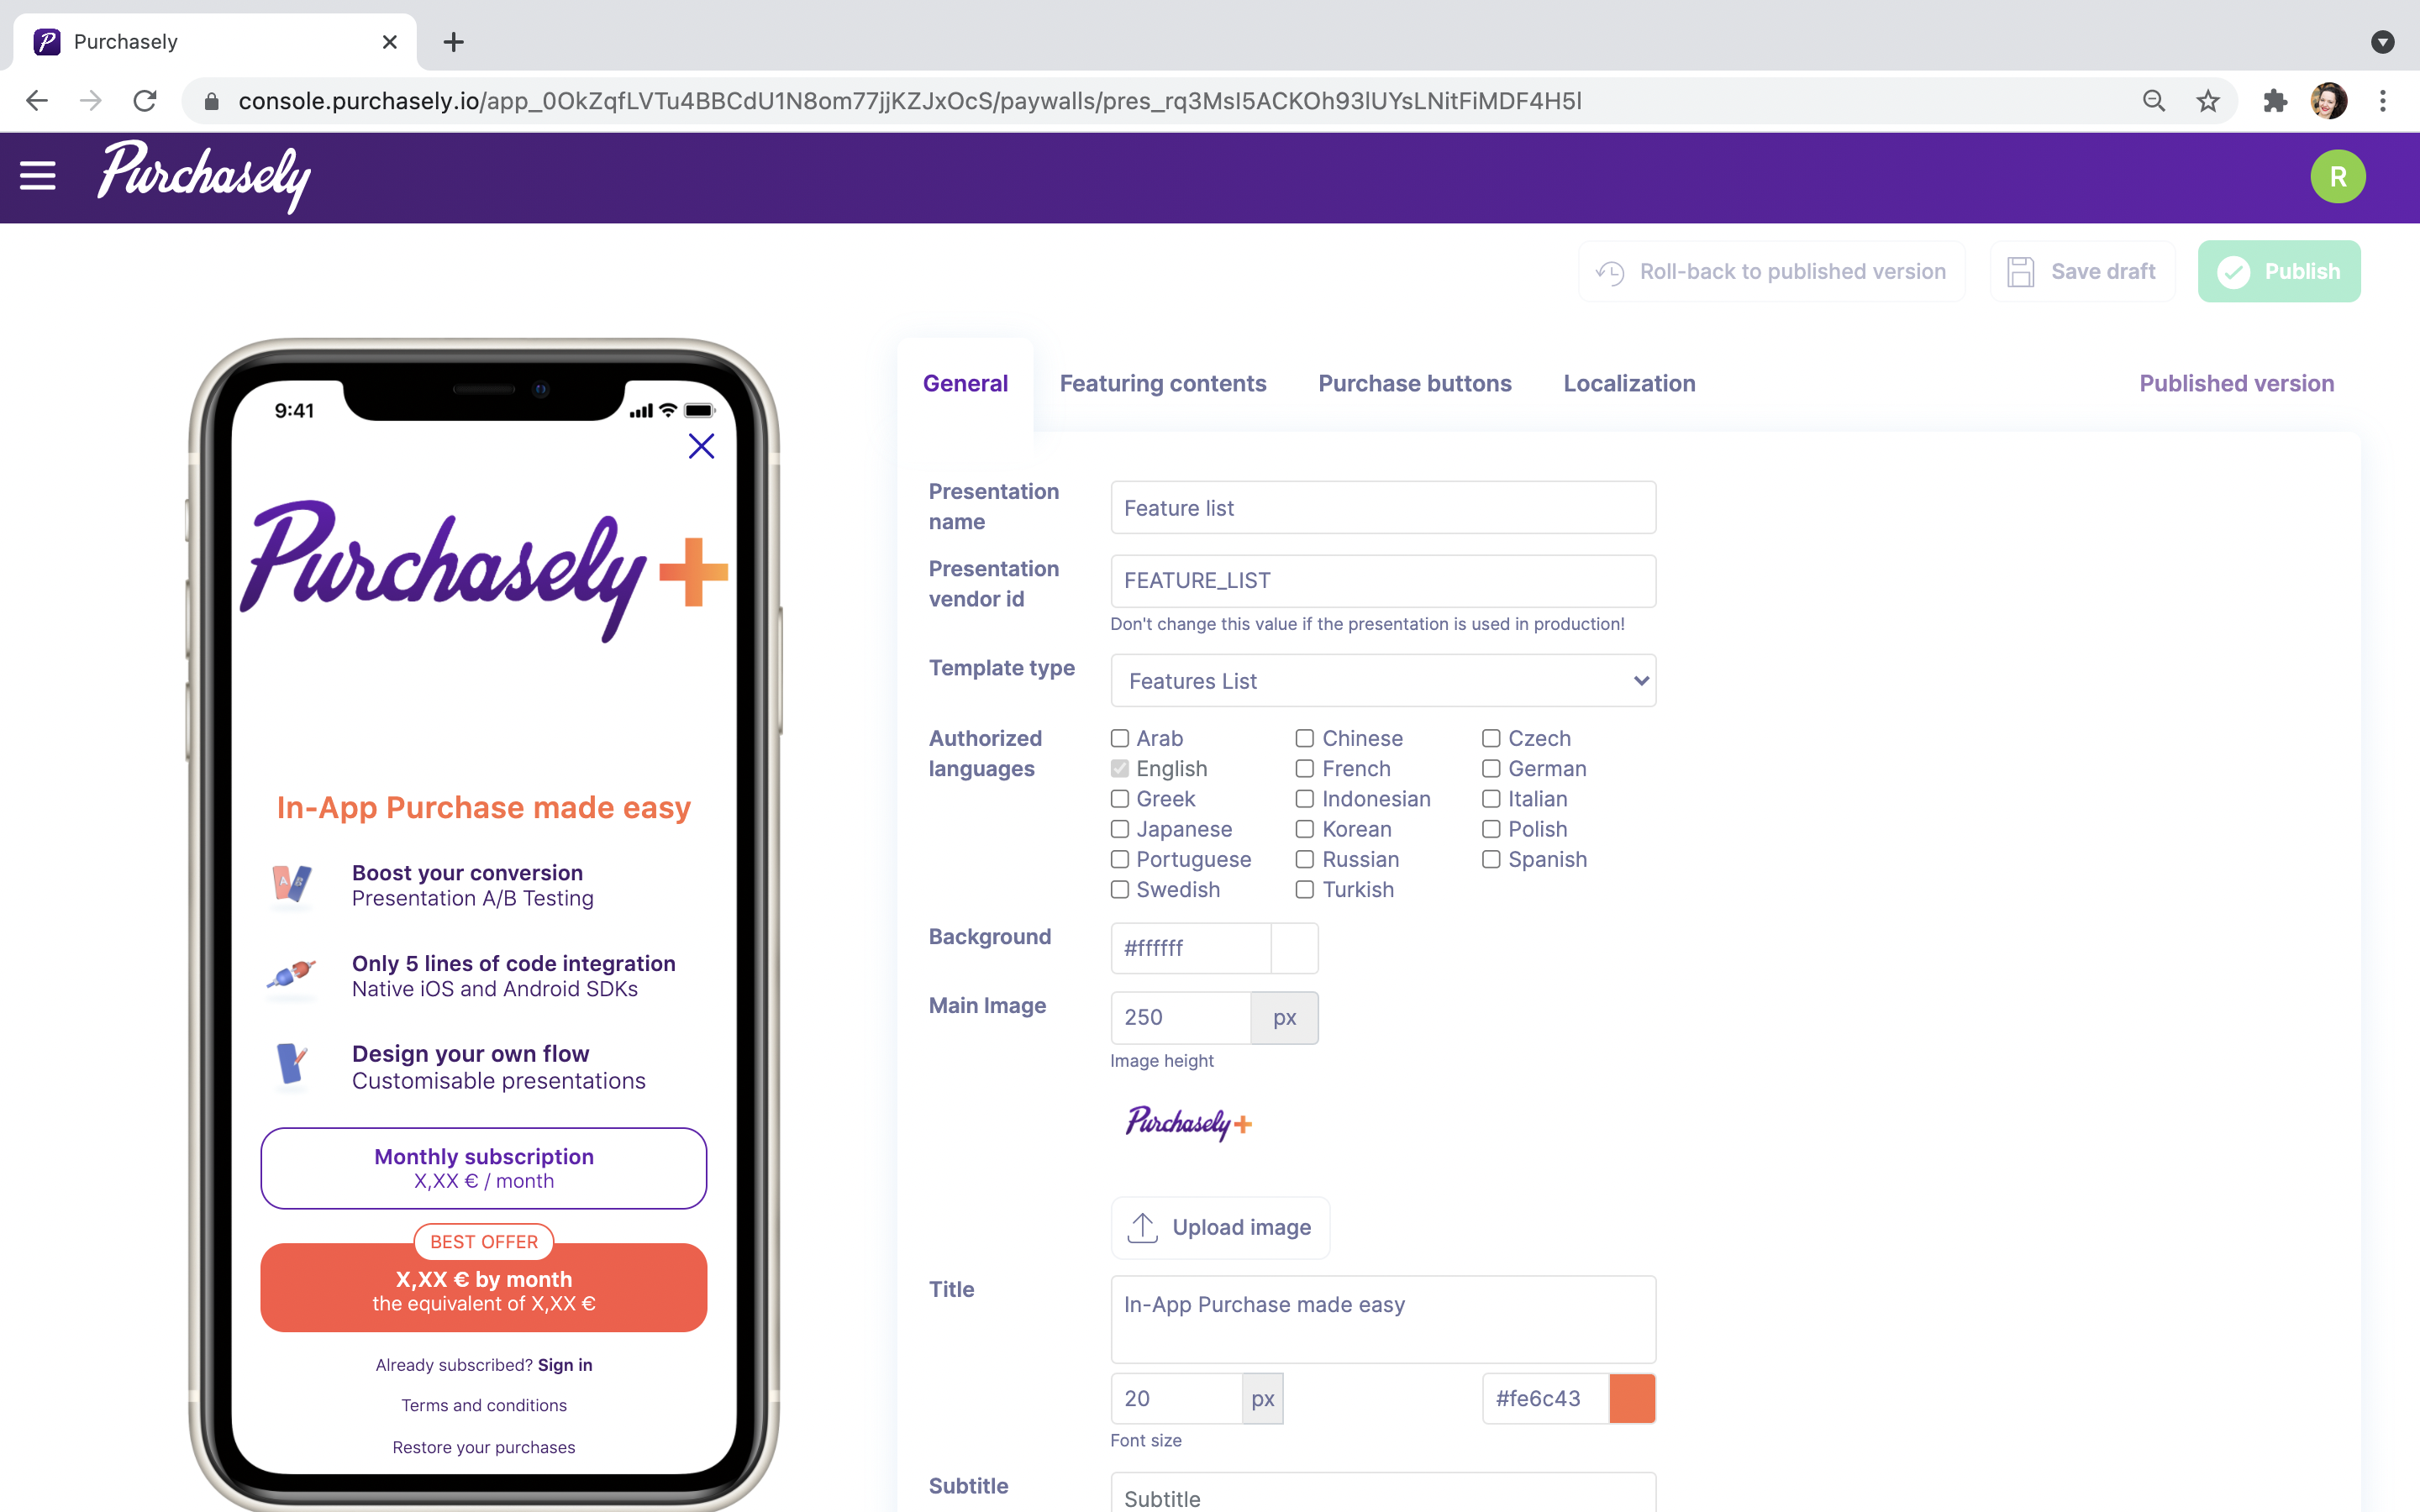 Purchasely
console.purchasely.io/app_0OkZqfLVTu4BBCdU1N8om77jjKZJxOcS/paywalls/pres_rq3MsI5ACKOh93lUYsLNitFiMDF4H5l
Purchasely
R
Roll-back to published version
Save draft
Publish
9:41
Purchasely+
In-App Purchase made easy
A B
Boost your conversion
Presentation A/B Testing
Only 5 lines of code integration
Native iOS and Android SDKs
Design your own flow
Customisable presentations
Monthly subscription
X,XX € / month
BEST OFFER
X,XX € by month
the equivalent of X,XX €
Already subscribed? Sign in
Terms and conditions
Restore your purchases
General
Featuring contents
Purchase buttons
Localization
Published version
Presentation
name
Feature list
Presentation
vendor id
FEATURE_LIST
Don't change this value if the presentation is used in production!
Template type
Features List
Authorized
languages
Arab
Chinese
Czech
English
French
German
Greek
Indonesian
Italian
Japanese
Korean
Polish
Portuguese
Russian
Spanish
Swedish
Turkish
Background
#ffffff
Main Image
250
px
Image height
Purchasely+
Upload image
Title
In-App Purchase made easy
20
px
#fe6c43
Font size
Subtitle
Subtitle